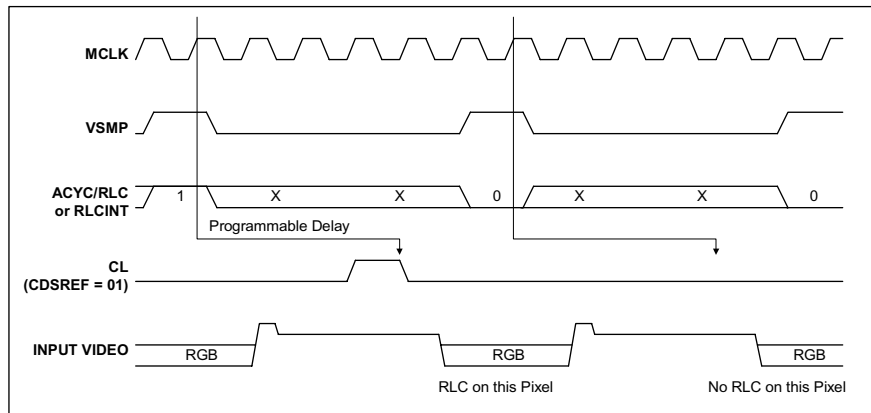 MCLK
VSMP
ACYC/RLC
or RLCINT
1 X X 0 X X 0
Programmable Delay
CL
(CDSREF = 01)
INPUT VIDEO
RGB RGB RGB
RLC on this Pixel No RLC on this Pixel